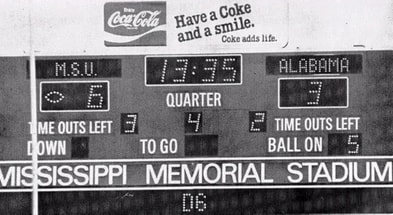 Enjoy
Coca-Cola
Have a Coke
and a smile.
Coke adds life.
M.S.U. 13:35 ALABAMA
6 QUARTER 3
TIME OUTS LEFT 3 4 2 TIME OUTS LEFT
DOWN TO GO BALL ON 5
MISSISSIPPI MEMORIAL STADIUM
D6